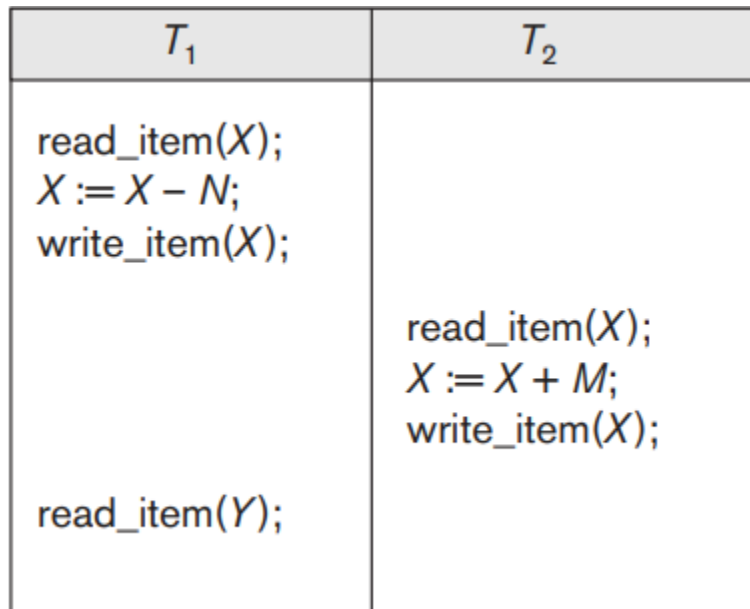 T₁ T₂
read_item(X);
X := X − N;
write_item(X);
read_item(X);
X := X + M;
write_item(X);
read_item(Y);